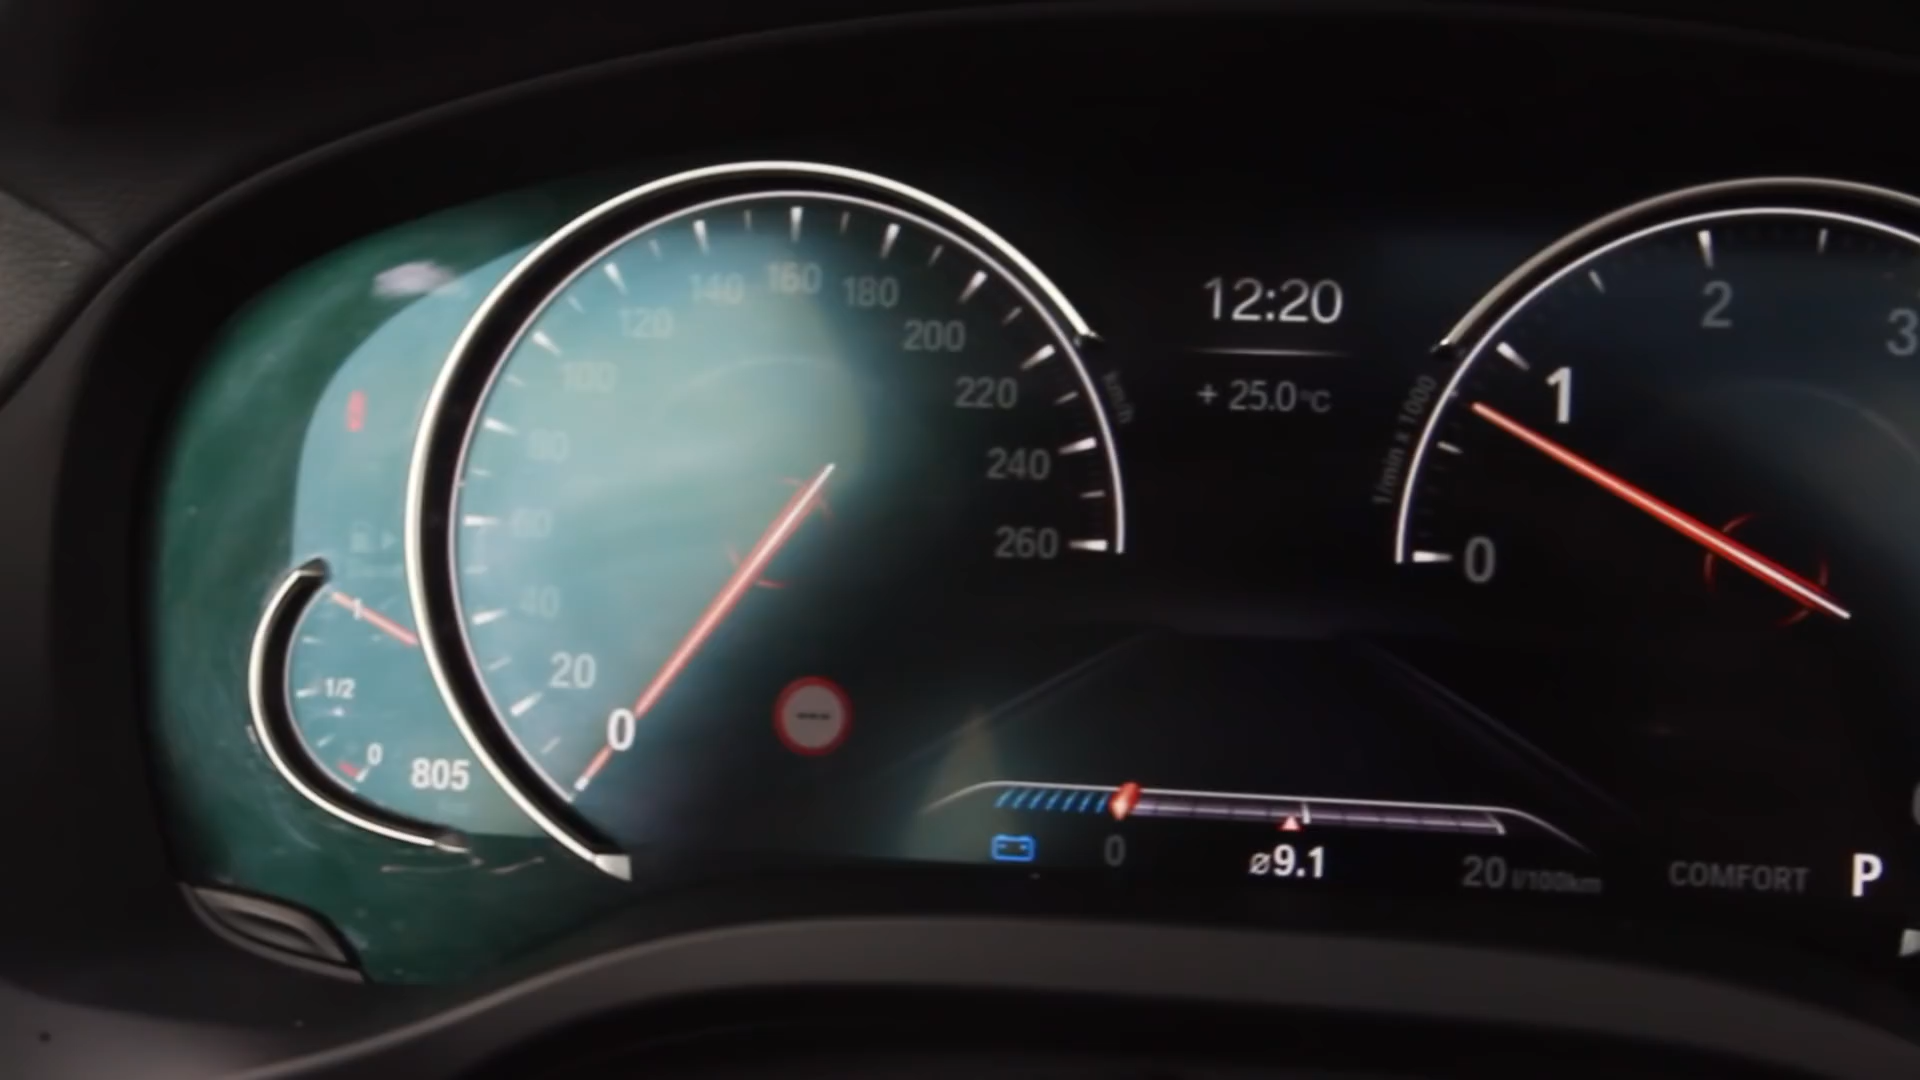 140 160 180
120
200
100
220
80
240
60
260
40
20
0
km/h
1
1/2
0
805
---
12:20
+ 25.0°C
1/min x 1000
0
1
2
3
0
ø9.1
20 l/100km
COMFORT
P